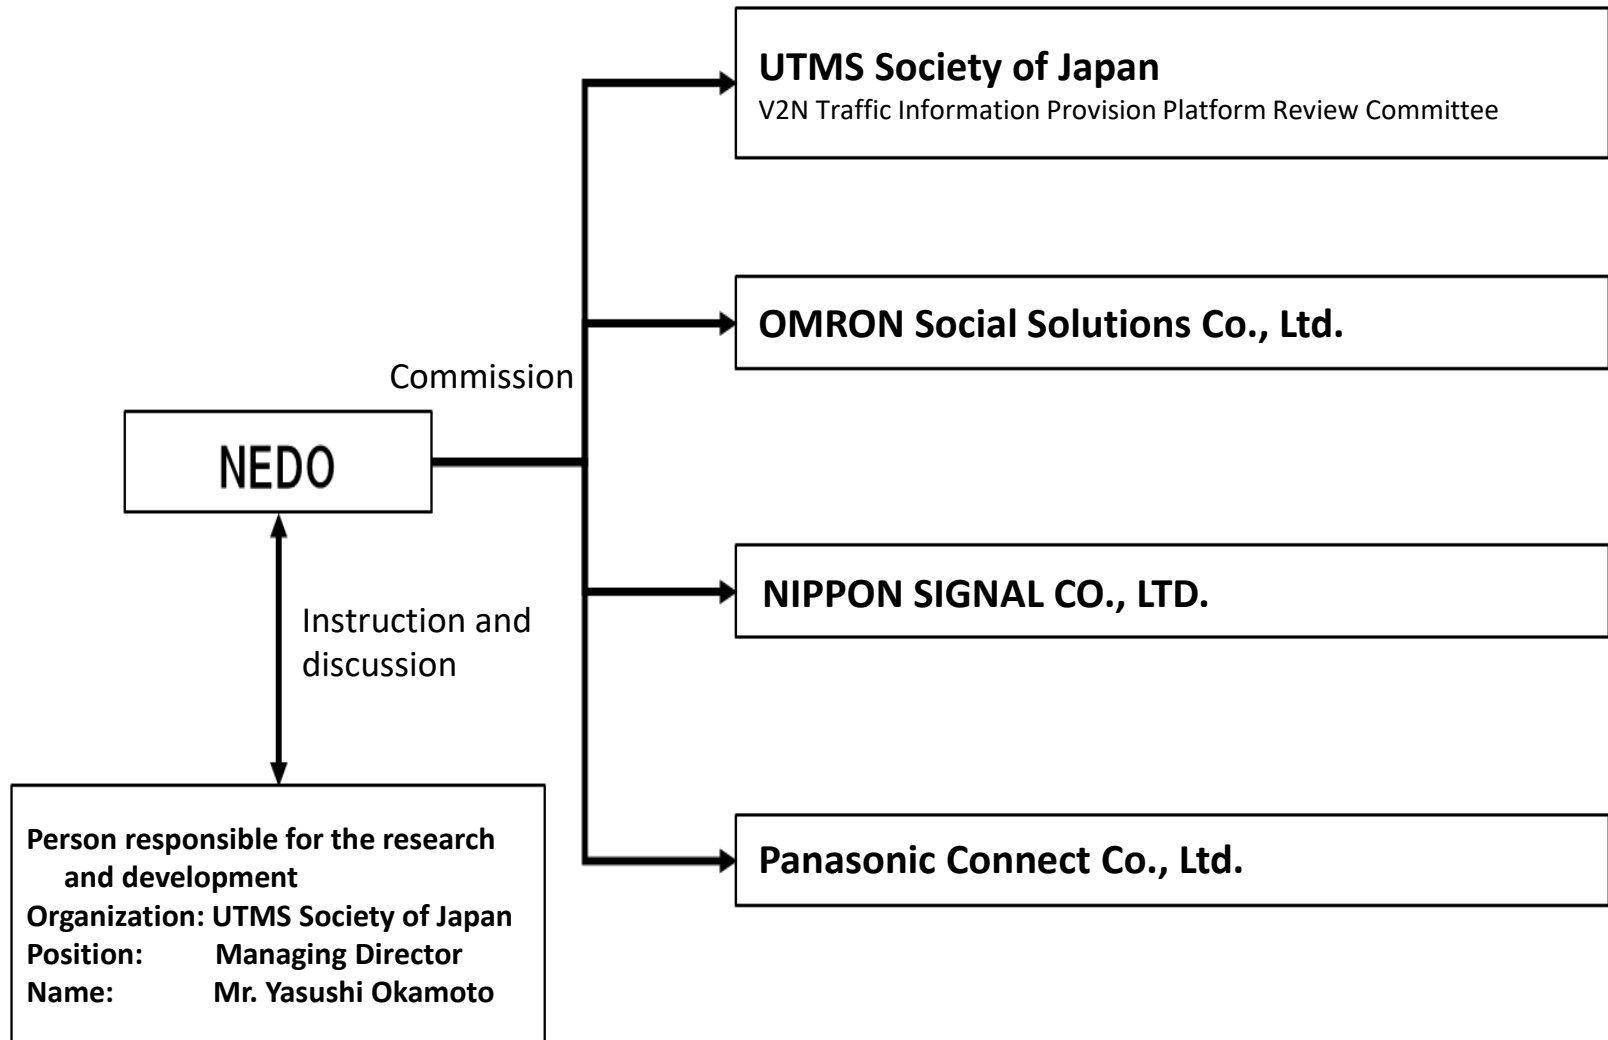 UTMS Society of Japan
V2N Traffic Information Provision Platform Review Committee
OMRON Social Solutions Co., Ltd.
Commission
NEDO
NIPPON SIGNAL CO., LTD.
Instruction and
discussion
Panasonic Connect Co., Ltd.
Person responsible for the research
and development
Organization: UTMS Society of Japan
Position: Managing Director
Name: Mr. Yasushi Okamoto